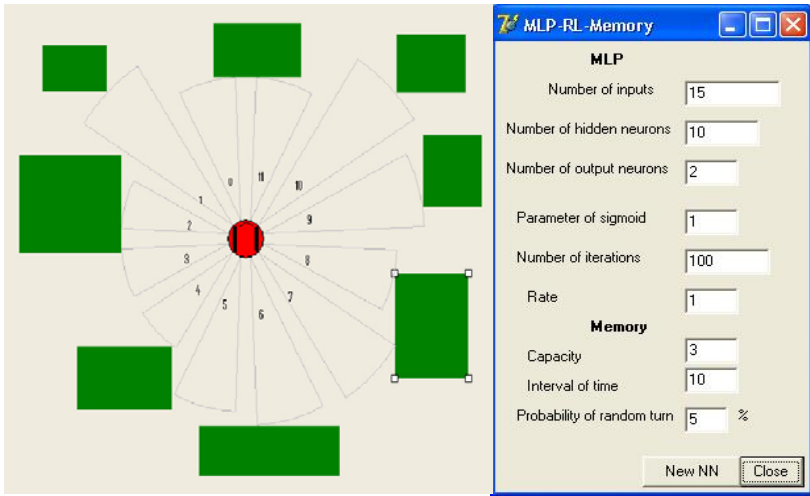 0
11
1
10
2
9
3
8
4
7
5
6
MLP-RL-Memory
MLP
Number of inputs 15
Number of hidden neurons 10
Number of output neurons 2
Parameter of sigmoid 1
Number of iterations 100
Rate 1
Memory
Capacity 3
Interval of time 10
Probability of random turn 5 %
New NN Close